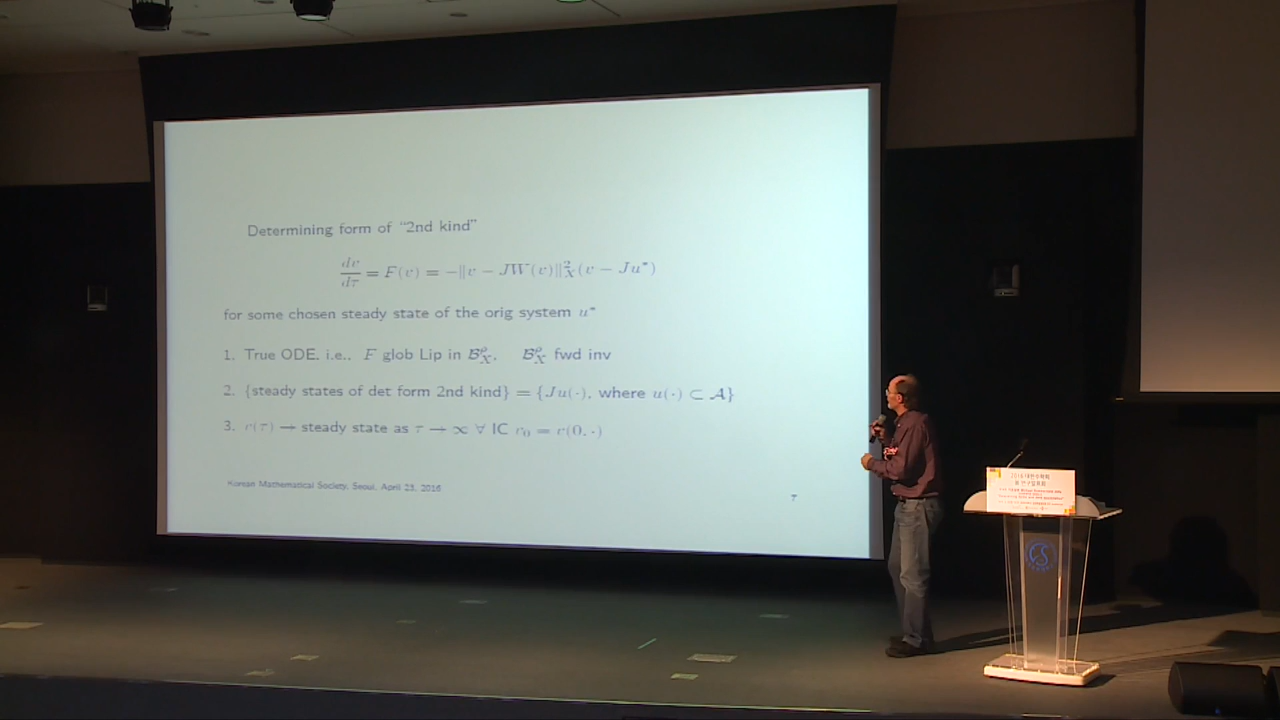 Determining form of “2nd kind”
dv/dτ = F(v) = −‖v − JW(v)‖²_X (v − Ju*)
for some chosen steady state of the orig system u*
1. True ODE, i.e., F glob Lip in 𝓑^ρ_X, 𝓑^ρ_X fwd inv
2. {steady states of det form 2nd kind} = {Ju(·), where u(·) ⊂ 𝒜}
3. v(τ) → steady state as τ → ∞ ∀ IC v₀ = v(0, ·)
Korean Mathematical Society, Seoul, April 23, 2016
7